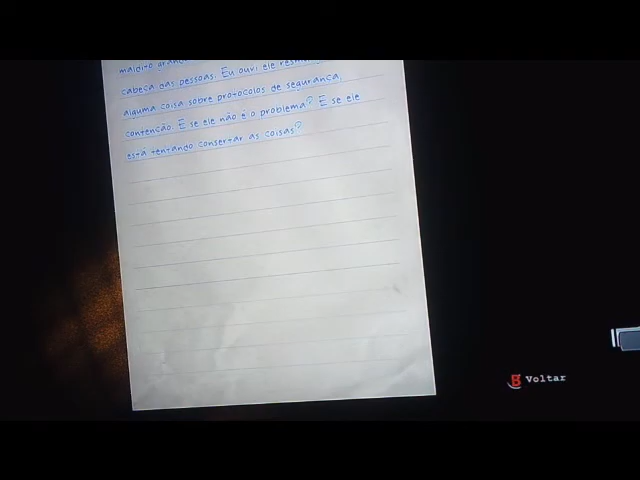 maldito
cabeça das pessoas. Eu ouvi ele
alguma coisa sobre protocolos de segurança,
contenção. E se ele não é o problema? E se ele
está tentando consertar as coisas?
B Voltar